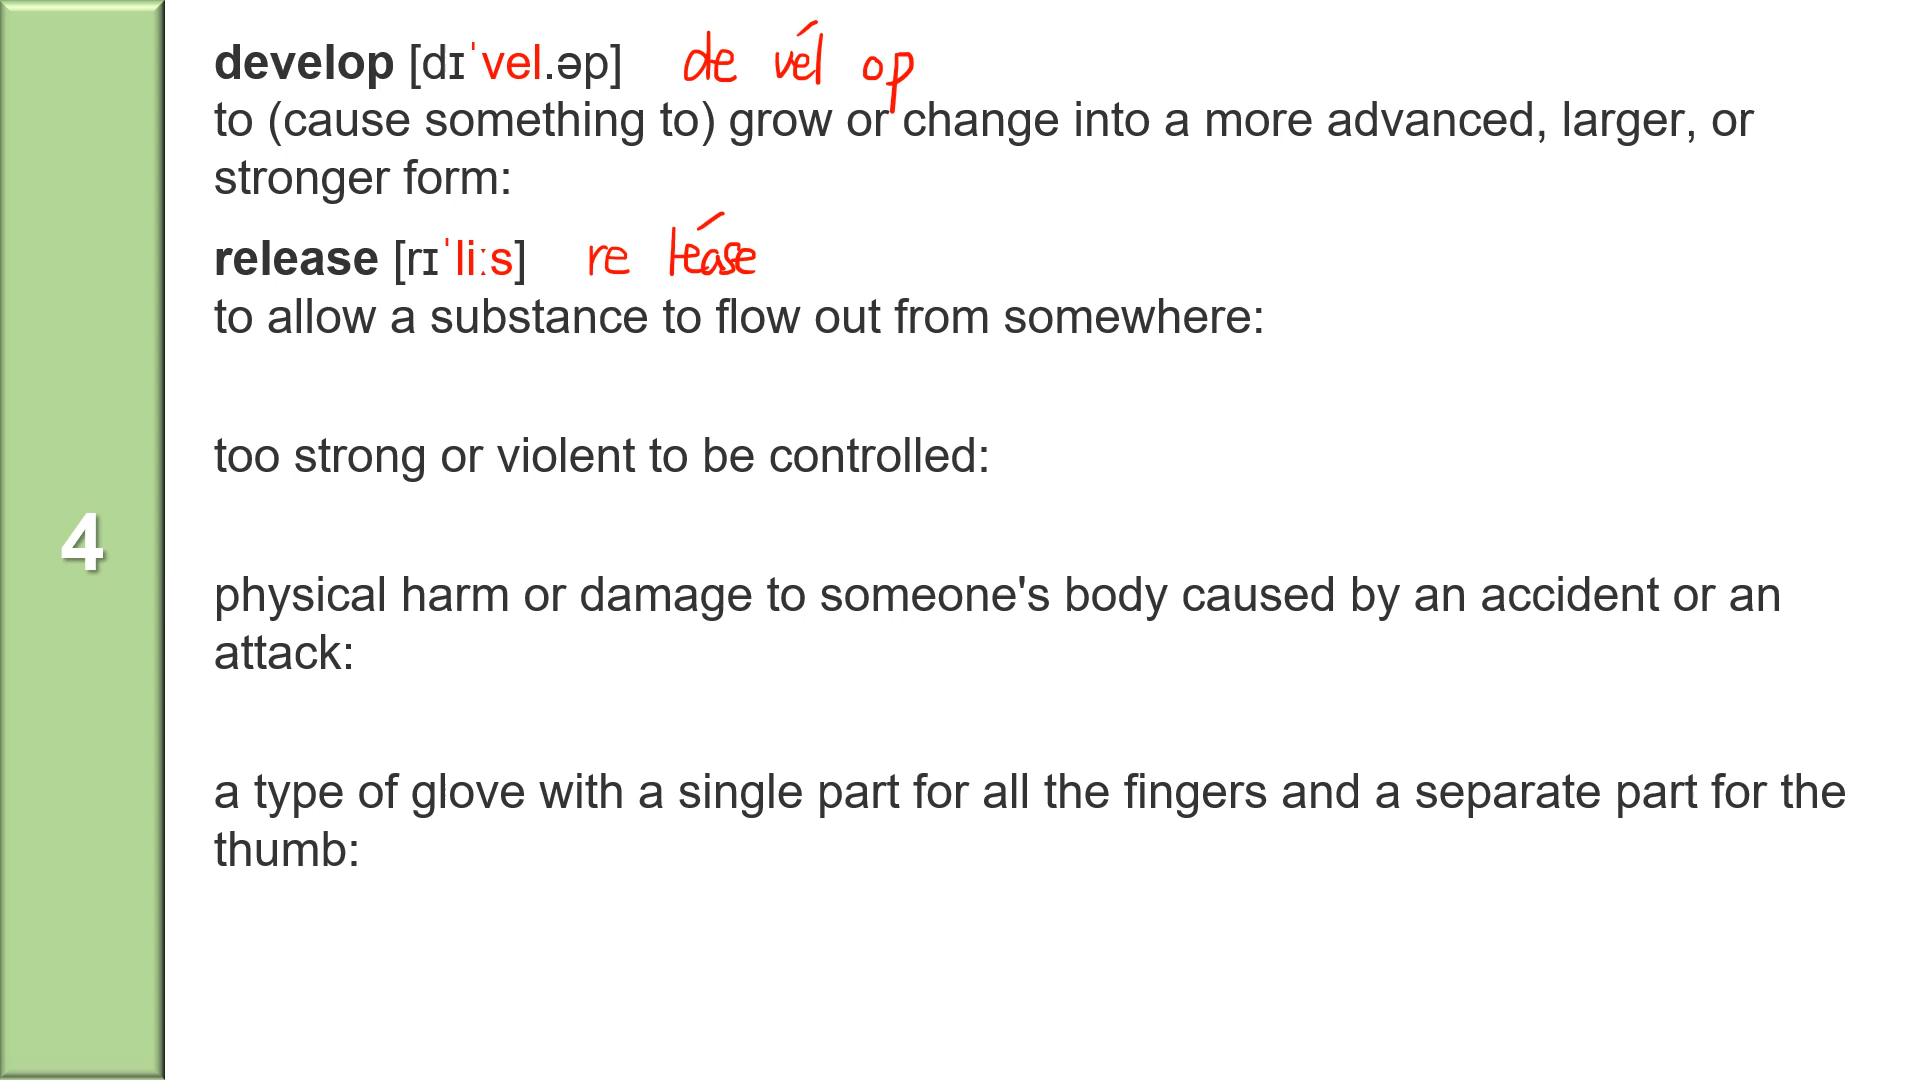 develop [dɪˈvel.əp] de vél op
to (cause something to) grow or change into a more advanced, larger, or
stronger form:
release [rɪˈliːs] re léase
to allow a substance to flow out from somewhere:
too strong or violent to be controlled:
4
physical harm or damage to someone's body caused by an accident or an
attack:
a type of glove with a single part for all the fingers and a separate part for the
thumb: